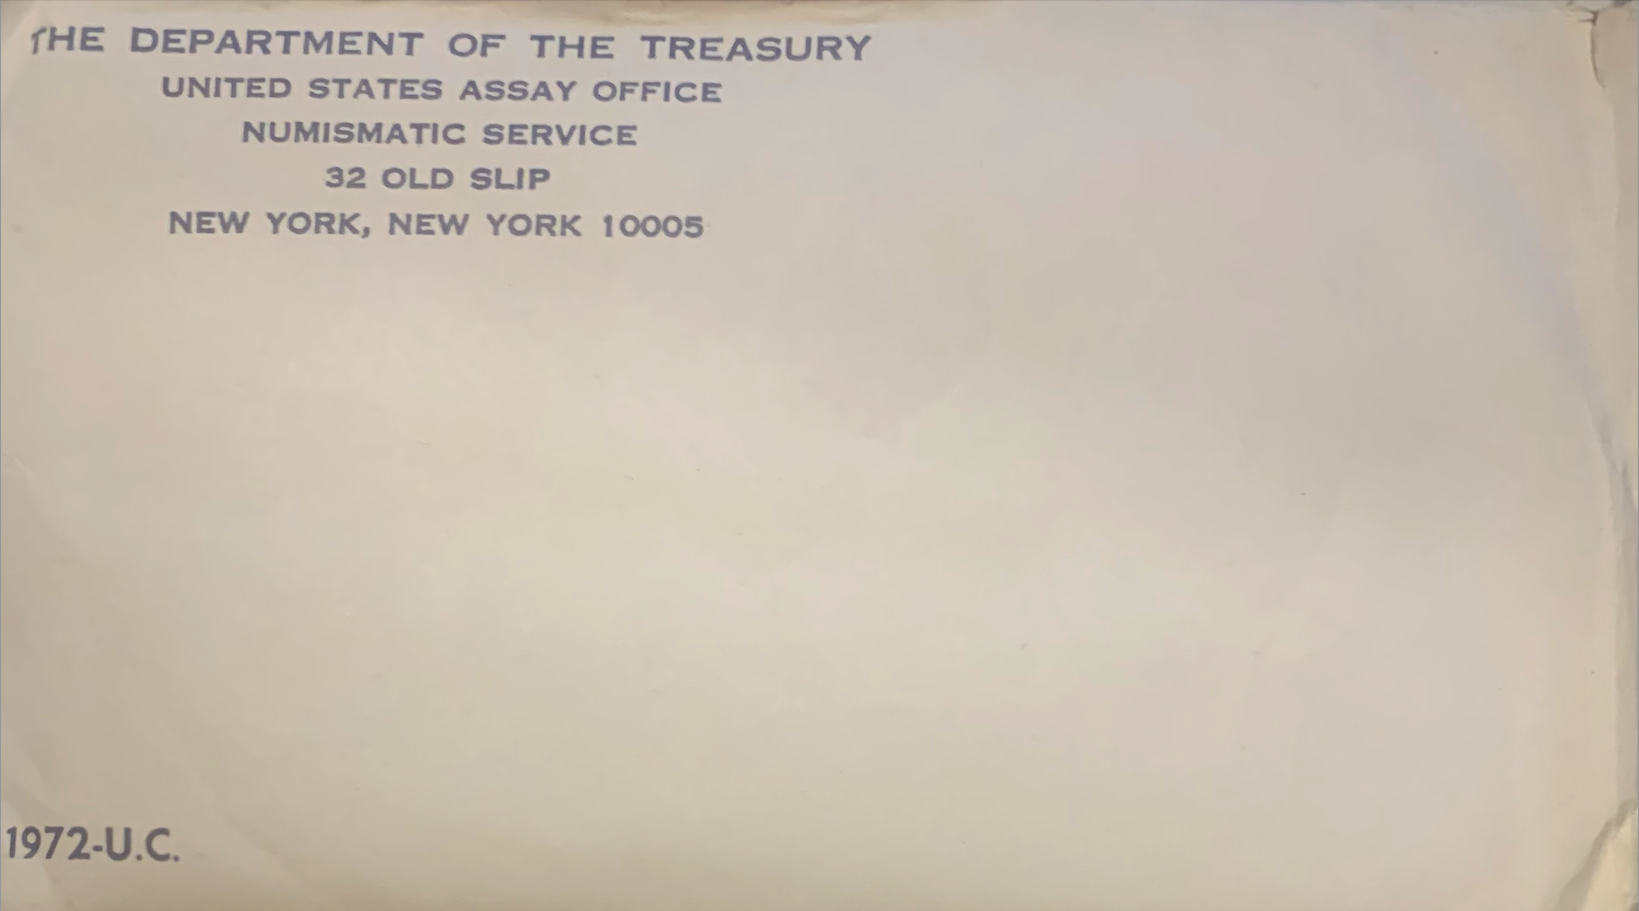 THE DEPARTMENT OF THE TREASURY
UNITED STATES ASSAY OFFICE
NUMISMATIC SERVICE
32 OLD SLIP
NEW YORK, NEW YORK 10005
1972-U.C.